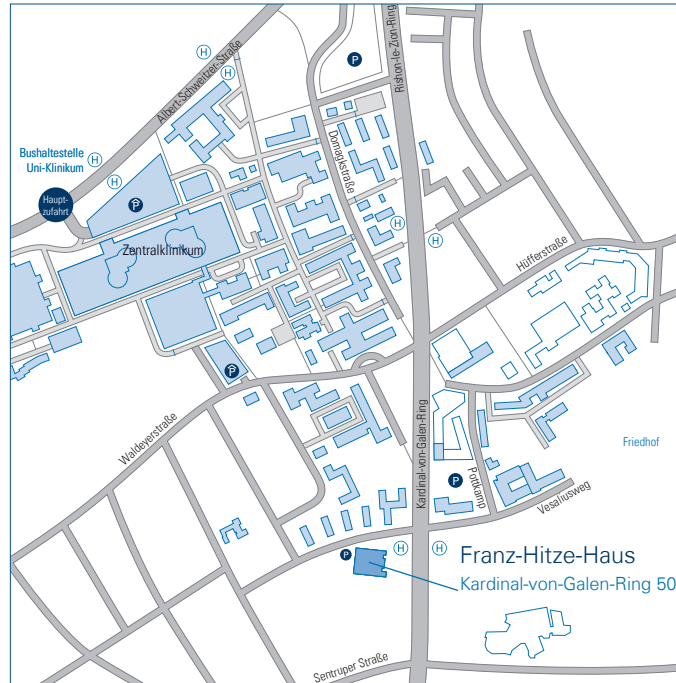 H
Albert-Schweitzer-Straße
H
P
Rishon-le-Zion-Ring
Bushaltestelle
Uni-Klinikum
H
H
Haupt-
zufahrt
P
Domagkstraße
H
H
Zentralklinikum
Hüfferstraße
P
Waldeyerstraße
Kardinal-von-Galen-Ring
Friedhof
P
Pottkamp
Vesaliusweg
P
H
H
Franz-Hitze-Haus
Kardinal-von-Galen-Ring 50
Sentruper Straße